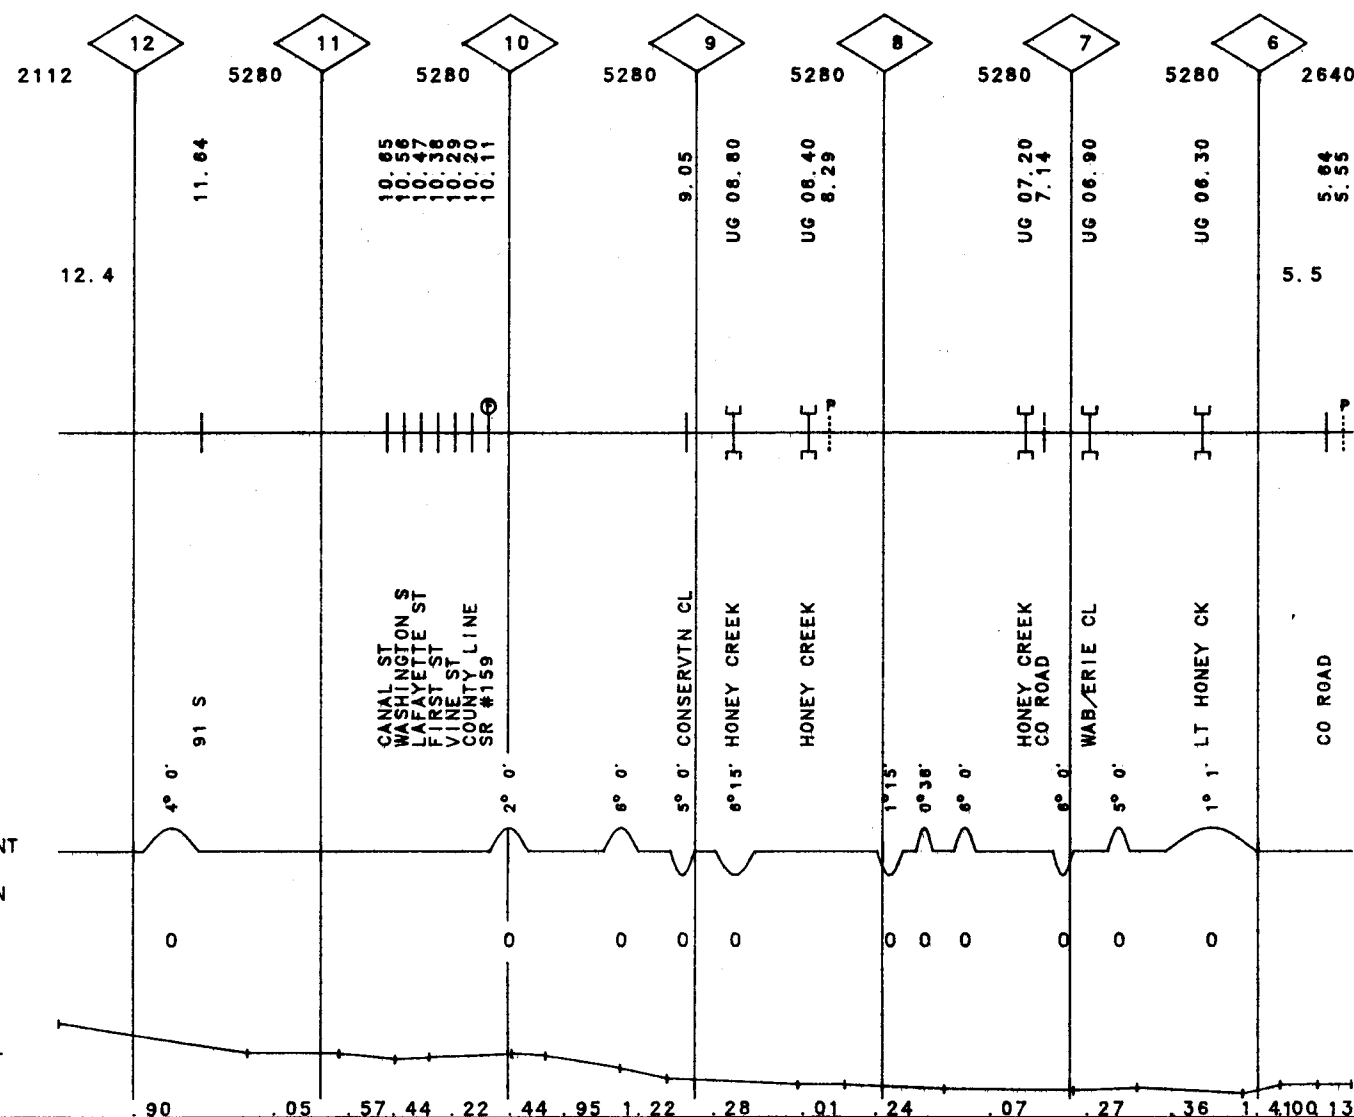 12 11 10 9 8 7 6
2112 5280 5280 5280 5280 5280 5280 2640
11.64
10.65
10.56
10.47
10.38
10.29
10.20
10.11
9.05
UG 08.80
UG 08.40
8.29
UG 07.20
7.14
UG 06.90
UG 06.30
5.64
5.55
12.4 5.5
P P P
91 S
CANAL ST
WASHINGTON S
LAFAYETTE ST
FIRST ST
VINE ST
COUNTY LINE
SR #159
CONSERVTN CL
HONEY CREEK
HONEY CREEK
HONEY CREEK
CO ROAD
WAB/ERIE CL
LT HONEY CK
CO ROAD
4° 0' 2° 0' 6° 0' 5° 0' 6°15' 1°15' 0°38' 6° 0' 6° 0' 5° 0' 1° 1'
NT
N
0 0 0 0 0 0 0 0 0 0 0
.90 .05 .57 .44 .22 .44 .95 1.22 .28 .01 .24 .07 .27 .36 1.4100 13